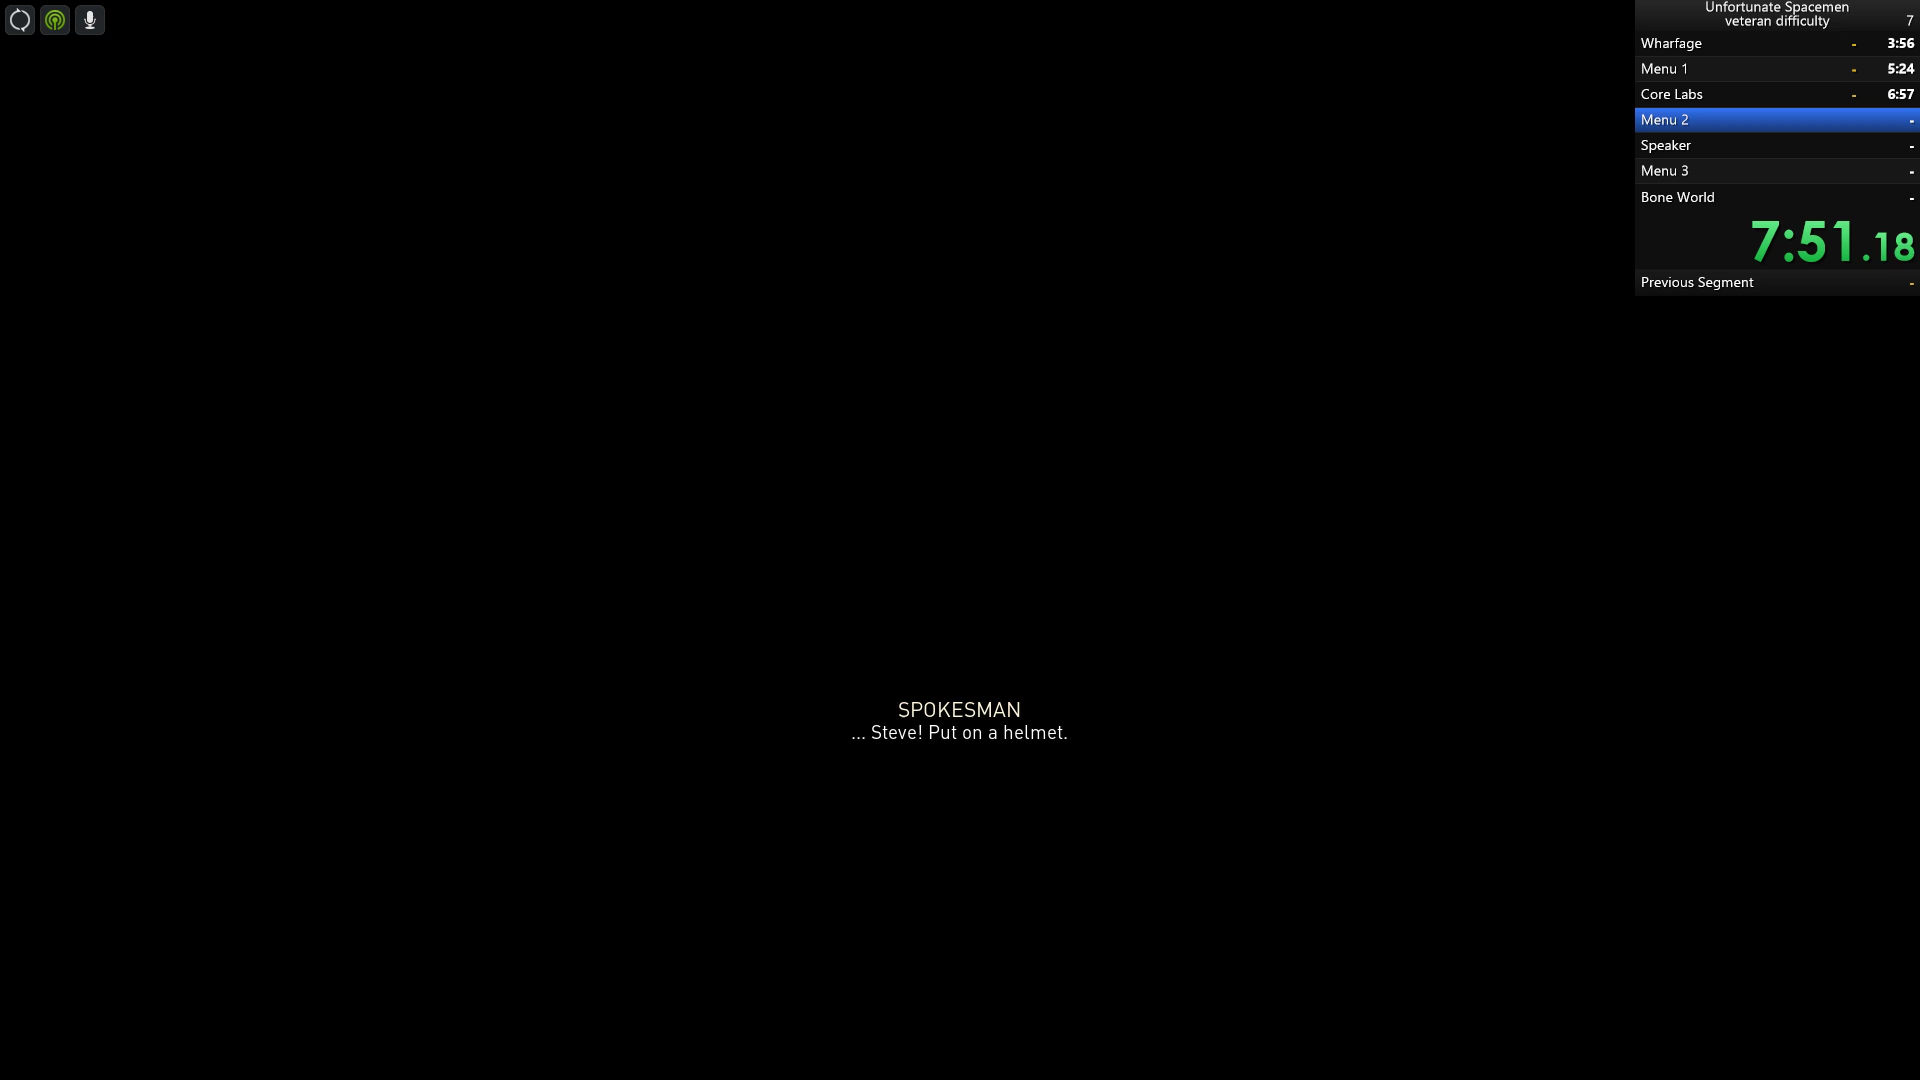 Unfortunate Spacemen
veteran difficulty 7
Wharfage - 3:56
Menu 1 - 5:24
Core Labs - 6:57
Menu 2 -
Speaker -
Menu 3 -
Bone World -
7:51.18
Previous Segment -
SPOKESMAN
... Steve! Put on a helmet.